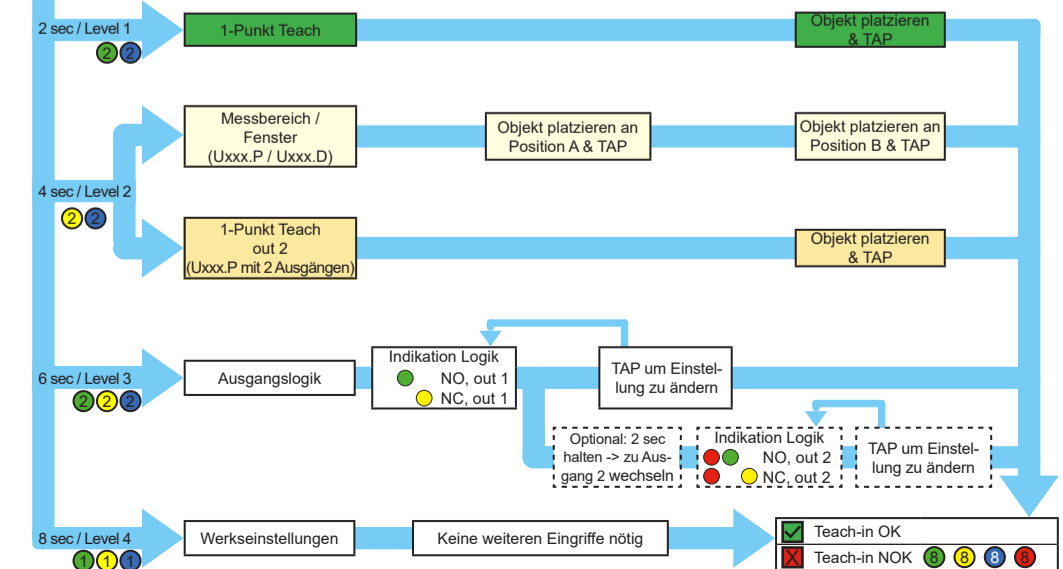 2 sec / Level 1
2 2
1-Punkt Teach
Objekt platzieren
& TAP
4 sec / Level 2
2 2
Messbereich /
Fenster
(Uxxx.P / Uxxx.D)
Objekt platzieren an
Position A & TAP
Objekt platzieren an
Position B & TAP
1-Punkt Teach
out 2
(Uxxx.P mit 2 Ausgängen)
Objekt platzieren
& TAP
6 sec / Level 3
2 2 2
Ausgangslogik
Indikation Logik
NO, out 1
NC, out 1
TAP um Einstel-
lung zu ändern
Optional: 2 sec
halten -> zu Aus-
gang 2 wechseln
Indikation Logik
NO, out 2
NC, out 2
TAP um Einstel-
lung zu ändern
8 sec / Level 4
1 1 1
Werkseinstellungen
Keine weiteren Eingriffe nötig
Teach-in OK
Teach-in NOK 8 8 8 8